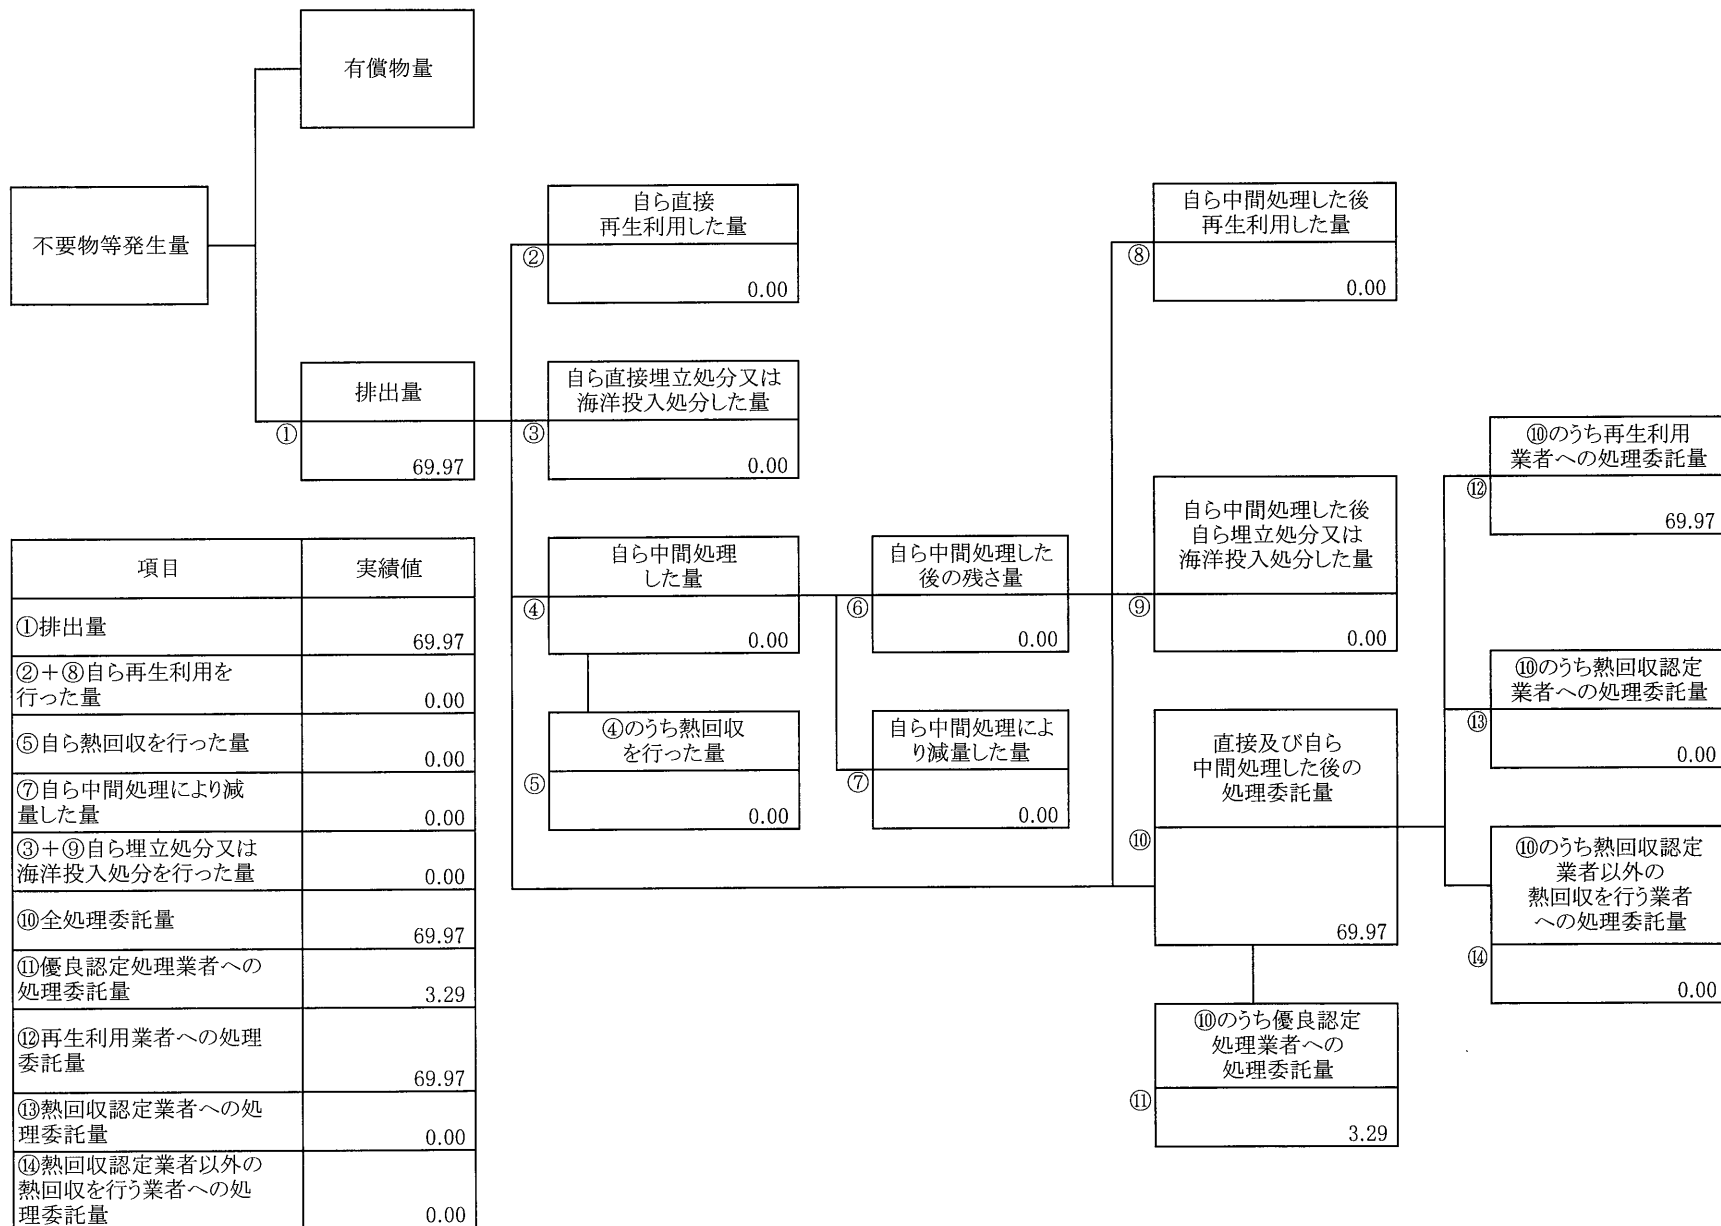 有償物量
不要物等発生量
排出量
①
69.97
自ら直接
再生利用した量
②
0.00
自ら直接埋立処分又は
海洋投入処分した量
③
0.00
自ら中間処理
した量
④
0.00
④のうち熱回収
を行った量
⑤
0.00
自ら中間処理した
後の残さ量
⑥
0.00
自ら中間処理によ
り減量した量
⑦
0.00
自ら中間処理した後
再生利用した量
⑧
0.00
自ら中間処理した後
自ら埋立処分又は
海洋投入処分した量
⑨
0.00
直接及び自ら
中間処理した後の
処理委託量
⑩
69.97
⑩のうち優良認定
処理業者への
処理委託量
⑪
3.29
⑩のうち再生利用
業者への処理委託量
⑫
69.97
⑩のうち熱回収認定
業者への処理委託量
⑬
0.00
⑩のうち熱回収認定
業者以外の
熱回収を行う業者
への処理委託量
⑭
0.00
項目 実績値
①排出量 69.97
②+⑧自ら再生利用を
行った量 0.00
⑤自ら熱回収を行った量 0.00
⑦自ら中間処理により減
量した量 0.00
③+⑨自ら埋立処分又は
海洋投入処分を行った量 0.00
⑩全処理委託量 69.97
⑪優良認定処理業者への
処理委託量 3.29
⑫再生利用業者への処理
委託量 69.97
⑬熱回収認定業者への処
理委託量 0.00
⑭熱回収認定業者以外の
熱回収を行う業者への処
理委託量 0.00